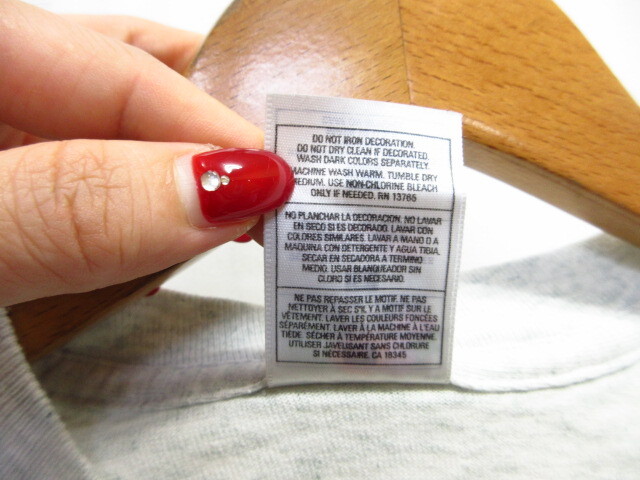 DO NOT IRON DECORATION.
DO NOT DRY CLEAN IF DECORATED.
WASH DARK COLORS SEPARATELY.
MACHINE WASH WARM. TUMBLE DRY
MEDIUM. USE NON-CHLORINE BLEACH
ONLY IF NEEDED. RN 13765
NO PLANCHAR LA DECORACION. NO LAVAR
EN SECO SI ES DECORADO. LAVAR CON
COLORES SIMILARES. LAVAR A MANO O A
MAQUINA CON DETERGENTE Y AGUA TIBIA.
SECAR EN SECADORA A TERMINO
MEDIO. USAR BLANQUEADOR SIN
CLORO SI ES NECESARIO.
NE PAS REPASSER LE MOTIF. NE PAS
NETTOYER À SEC S'IL Y A MOTIF SUR LE
VÊTEMENT. LAVER LES COULEURS FONCÉES
SÉPARÉMENT. LAVER À LA MACHINE À L'EAU
TIÈDE. SÉCHER À TEMPÉRATURE MOYENNE.
UTILISER JAVELISANT SANS CHLORURE
SI NÉCESSAIRE. CA 18345